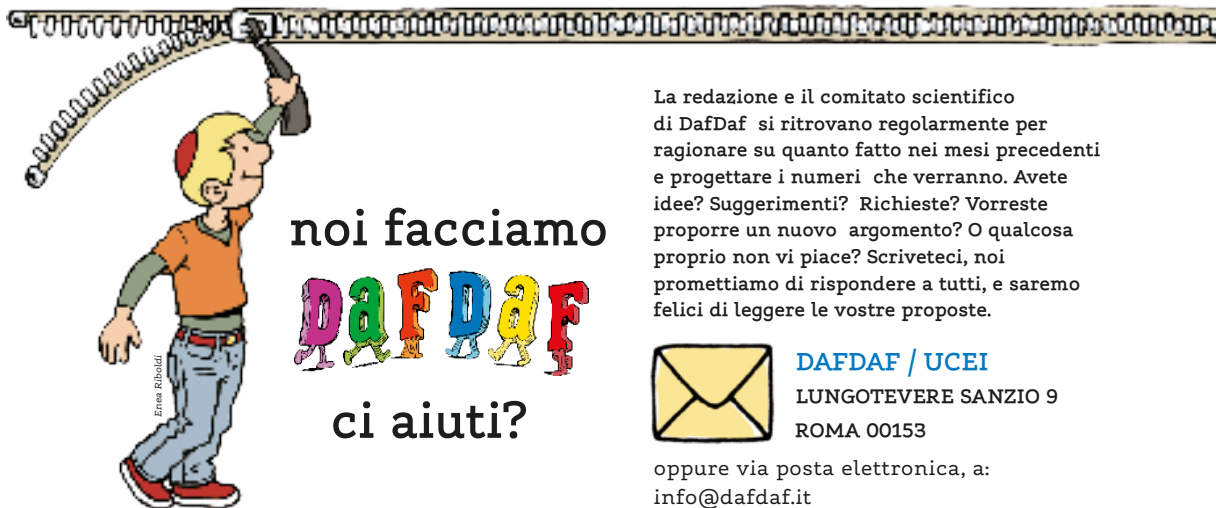 noi facciamo
DaFDaF
ci aiuti?
Enea Riboldi
La redazione e il comitato scientifico
di DafDaf si ritrovano regolarmente per
ragionare su quanto fatto nei mesi precedenti
e progettare i numeri che verranno. Avete
idee? Suggerimenti? Richieste? Vorreste
proporre un nuovo argomento? O qualcosa
proprio non vi piace? Scriveteci, noi
promettiamo di rispondere a tutti, e saremo
felici di leggere le vostre proposte.
DAFDAF / UCEI
LUNGOTEVERE SANZIO 9
ROMA 00153
oppure via posta elettronica, a:
info@dafdaf.it